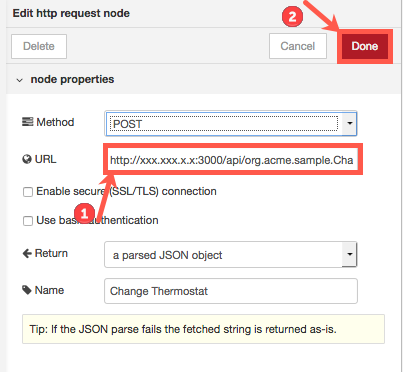 Edit http request node
2
Delete
Cancel
Done
node properties
Method
POST
URL
http://xxx.xxx.x.x:3000/api/org.acme.sample.Cha
Enable secure (SSL/TLS) connection
1
Use basic authentication
Return
a parsed JSON object
Name
Change Thermostat
Tip: If the JSON parse fails the fetched string is returned as-is.